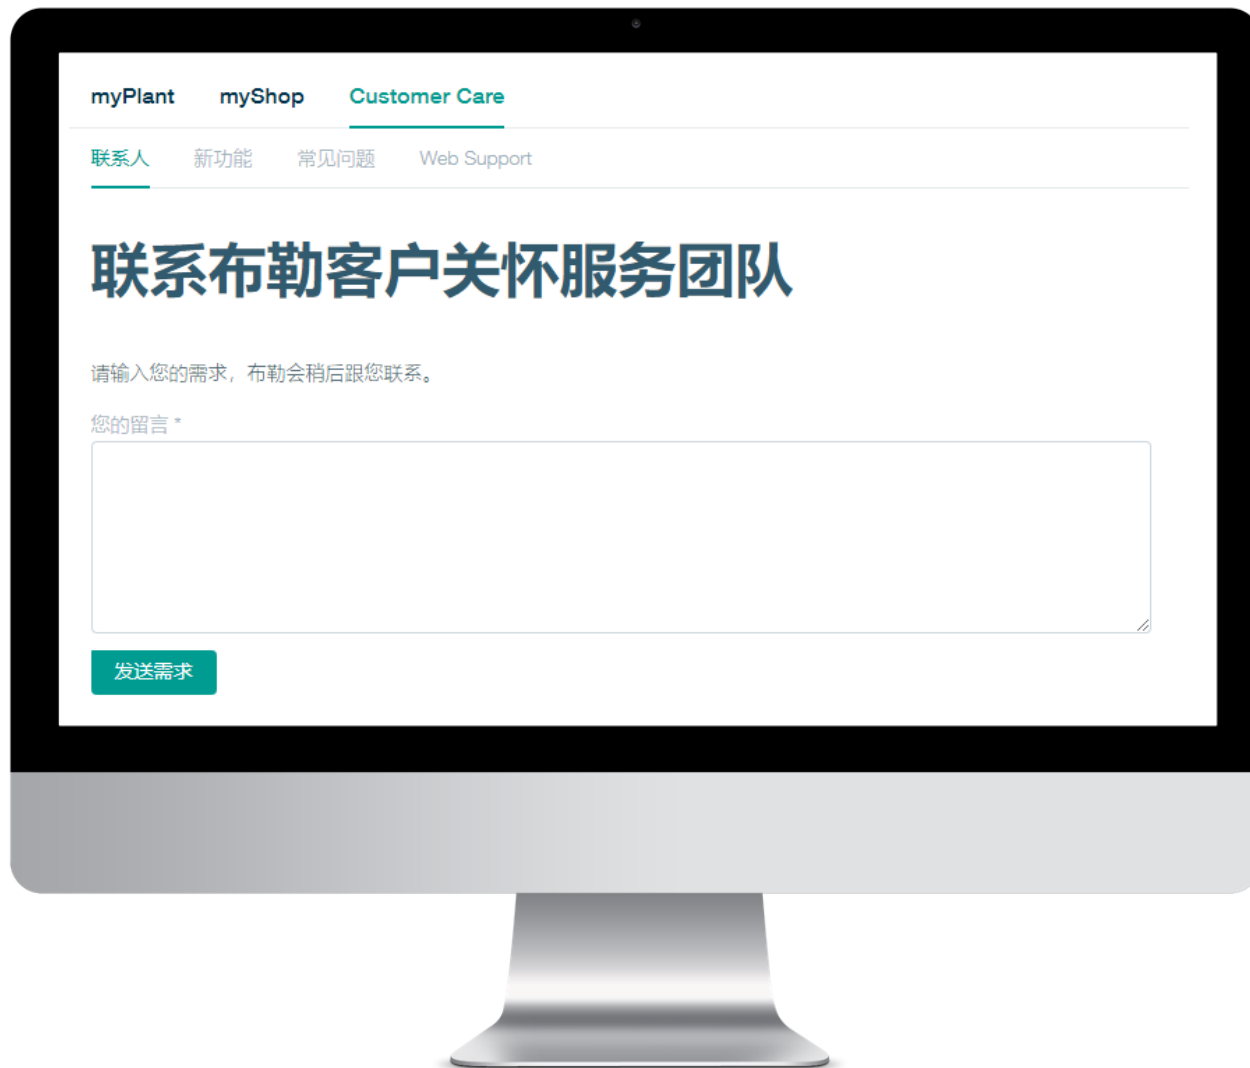 myPlant myShop Customer Care
联系人 新功能 常见问题 Web Support
联系布勒客户关怀服务团队
请输入您的需求，布勒会稍后跟您联系。
您的留言 *
发送需求